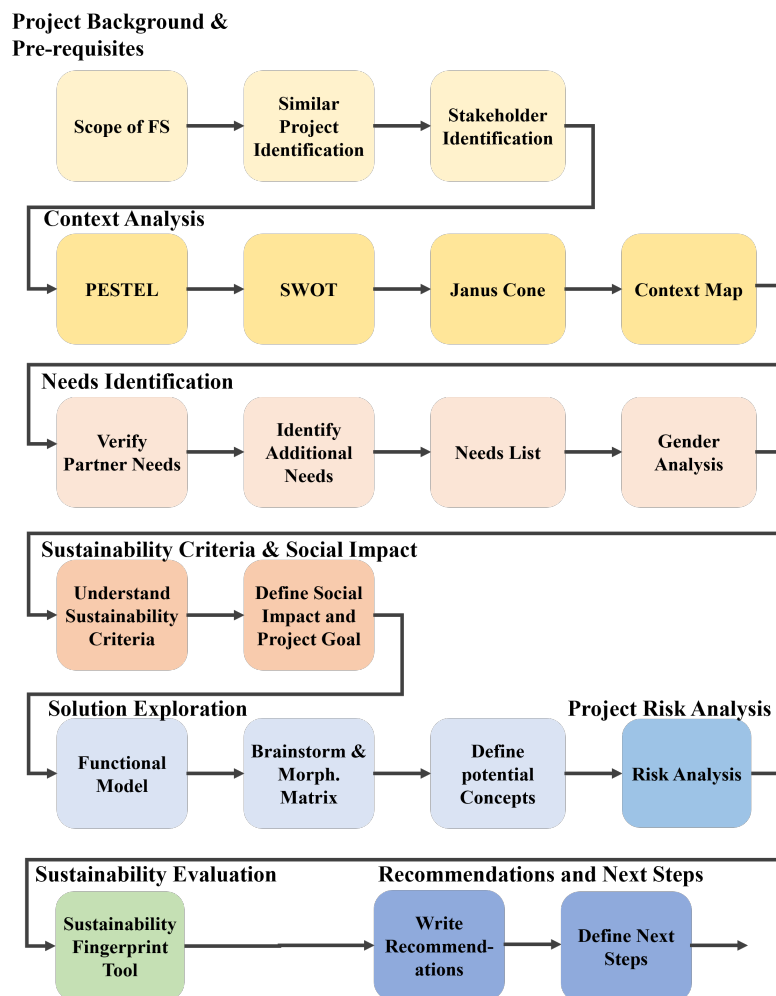 Project Background &
Pre-requisites
Scope of FS
Similar
Project
Identification
Stakeholder
Identification
Context Analysis
PESTEL
SWOT
Janus Cone
Context Map
Needs Identification
Verify
Partner Needs
Identify
Additional
Needs
Needs List
Gender
Analysis
Sustainability Criteria & Social Impact
Understand
Sustainability
Criteria
Define Social
Impact and
Project Goal
Solution Exploration
Project Risk Analysis
Functional
Model
Brainstorm &
Morph.
Matrix
Define
potential
Concepts
Risk Analysis
Sustainability Evaluation
Recommendations and Next Steps
Sustainability
Fingerprint
Tool
Write
Recommend-
ations
Define Next
Steps